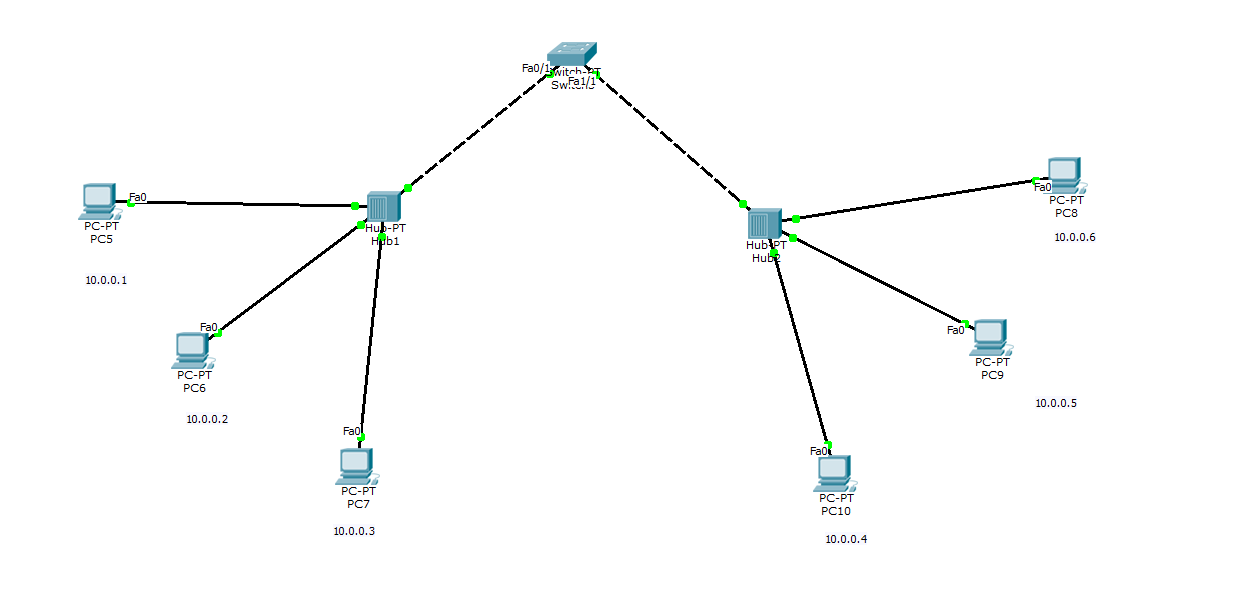 Fa0/1
Fa1/1
Fa0
PC-PT
PC5
10.0.0.1
Hub-PT
Hub1
Fa0
PC-PT
PC6
10.0.0.2
Fa0
PC-PT
PC7
10.0.0.3
Hub-PT
Hub2
Fa0
PC-PT
PC8
10.0.0.6
Fa0
PC-PT
PC9
10.0.0.5
Fa0
PC-PT
PC10
10.0.0.4